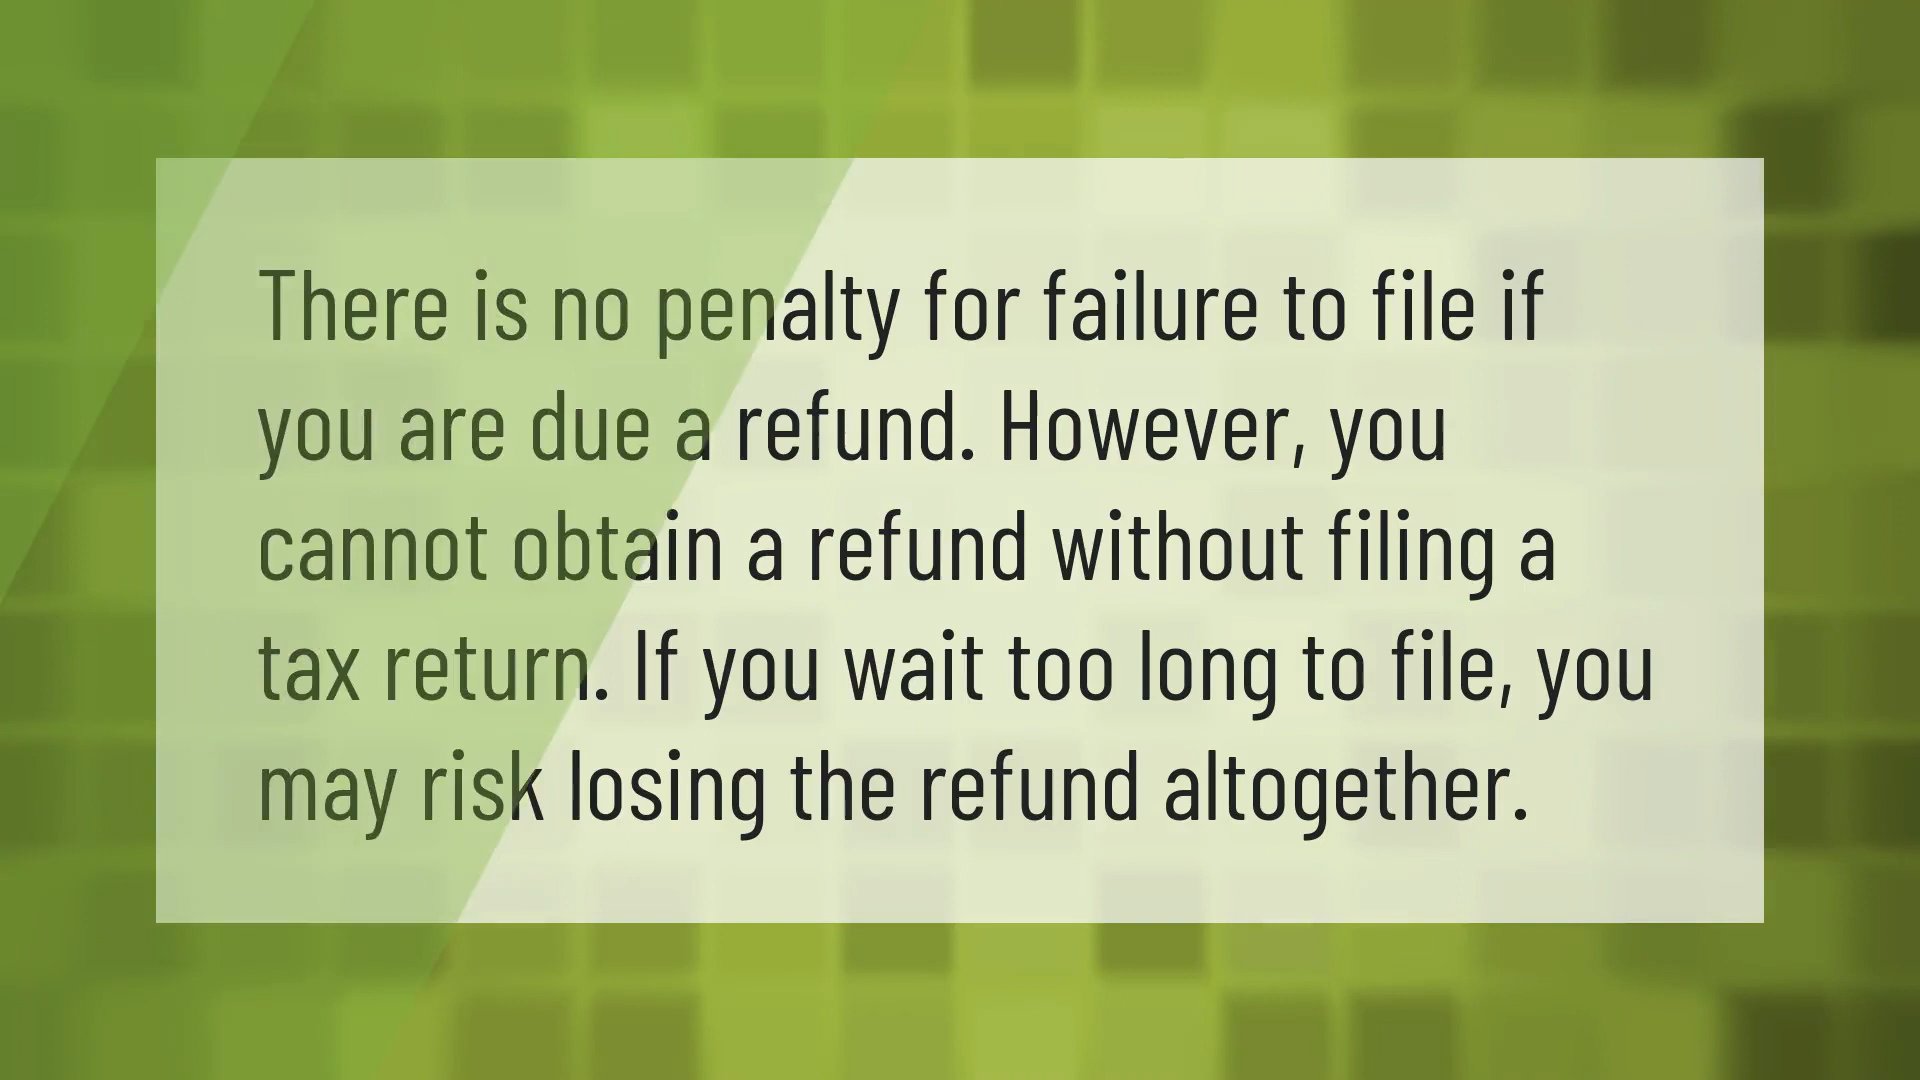 There is no penalty for failure to file if
you are due a refund. However, you
cannot obtain a refund without filing a
tax return. If you wait too long to file, you
may risk losing the refund altogether.